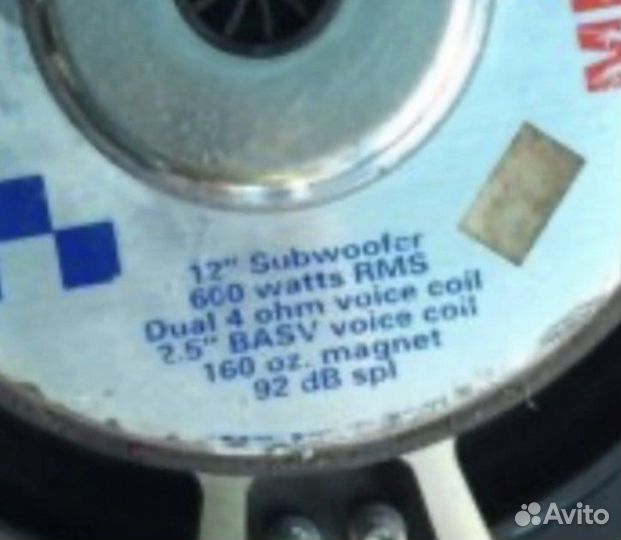 12" Subwoofer
600 watts RMS
Dual 4 ohm voice coil
2.5" BASV voice coil
160 oz. magnet
92 dB spl
Avito